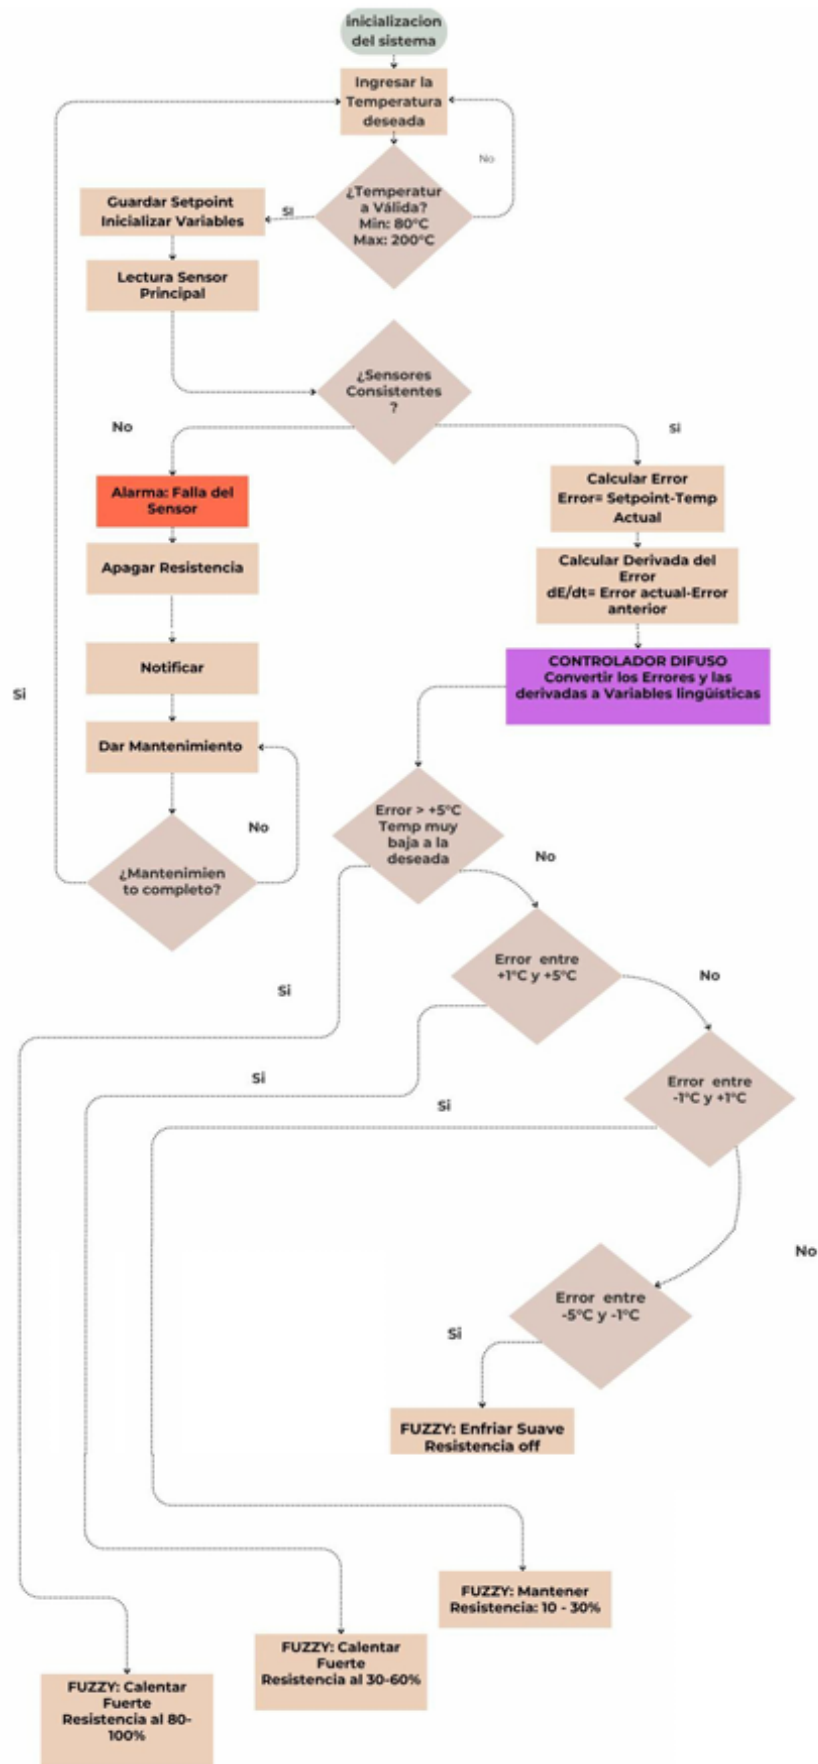 inicializacion
del sistema
Ingresar la
Temperatura
deseada
No
¿Temperatur
a Válida?
Min: 80°C
Max: 200°C
Si
Guardar Setpoint
Inicializar Variables
Lectura Sensor
Principal
¿Sensores
Consistentes
?
No
Si
Alarma: Falla del
Sensor
Calcular Error
Error= Setpoint-Temp
Actual
Apagar Resistencia
Calcular Derivada del
Error
dE/dt= Error actual-Error
anterior
Notificar
CONTROLADOR DIFUSO
Convertir los Errores y las
derivadas a Variables lingüísticas
Si
Dar Mantenimiento
No
¿Mantenimien
to completo?
Error > +5°C
Temp muy
baja a la
deseada
No
Si
Error entre
+1°C y +5°C
No
Si
Error entre
-1°C y +1°C
Si
No
Error entre
-5°C y -1°C
Si
FUZZY: Enfriar Suave
Resistencia off
FUZZY: Mantener
Resistencia: 10 - 30%
FUZZY: Calentar
Fuerte
Resistencia al 30-60%
FUZZY: Calentar
Fuerte
Resistencia al 80-
100%